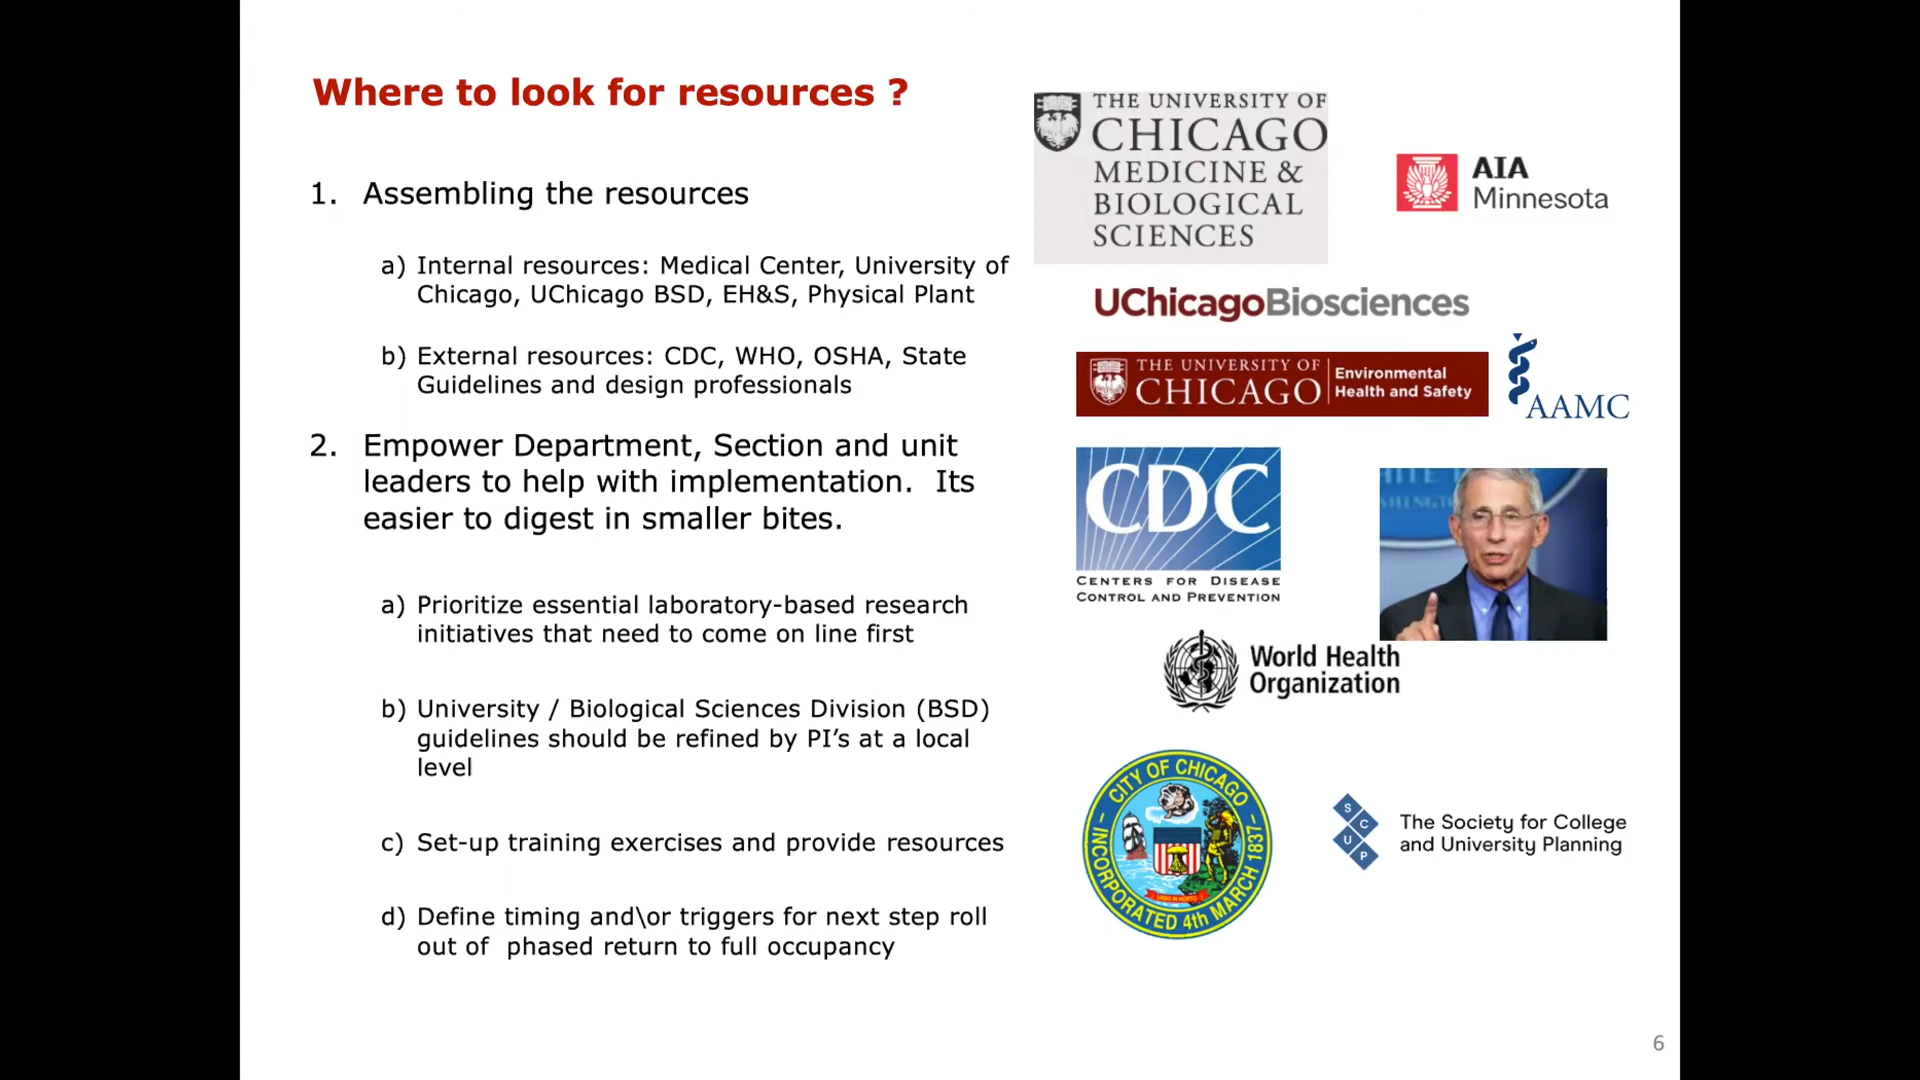 Where to look for resources ?
1. Assembling the resources
a) Internal resources: Medical Center, University of
Chicago, UChicago BSD, EH&S, Physical Plant
b) External resources: CDC, WHO, OSHA, State
Guidelines and design professionals
2. Empower Department, Section and unit
leaders to help with implementation.  Its
easier to digest in smaller bites.
a) Prioritize essential laboratory-based research
initiatives that need to come on line first
b) University / Biological Sciences Division (BSD)
guidelines should be refined by PI’s at a local
level
c) Set-up training exercises and provide resources
d) Define timing and\or triggers for next step roll
out of  phased return to full occupancy
THE UNIVERSITY OF
CHICAGO
MEDICINE &
BIOLOGICAL
SCIENCES
AIA
Minnesota
UChicagoBiosciences
THE UNIVERSITY OF
CHICAGO
Environmental
Health and Safety
AAMC
CDC
CENTERS FOR DISEASE
CONTROL AND PREVENTION
World Health
Organization
CITY OF CHICAGO
INCORPORATED 4th MARCH 1837
S
C
U
P
The Society for College
and University Planning
6